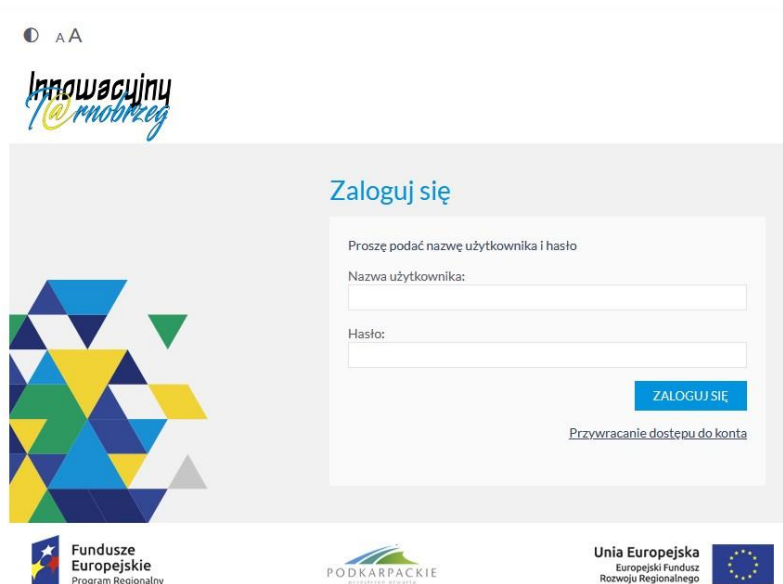 A A
Innowacyjny
T@rnobrzeg
Zaloguj się
Proszę podać nazwę użytkownika i hasło
Nazwa użytkownika:
Hasło:
ZALOGUJ SIĘ
Przywracanie dostępu do konta
Fundusze
Europejskie
Program Regionalny
PODKARPACKIE
Unia Europejska
Europejski Fundusz
Rozwoju Regionalnego